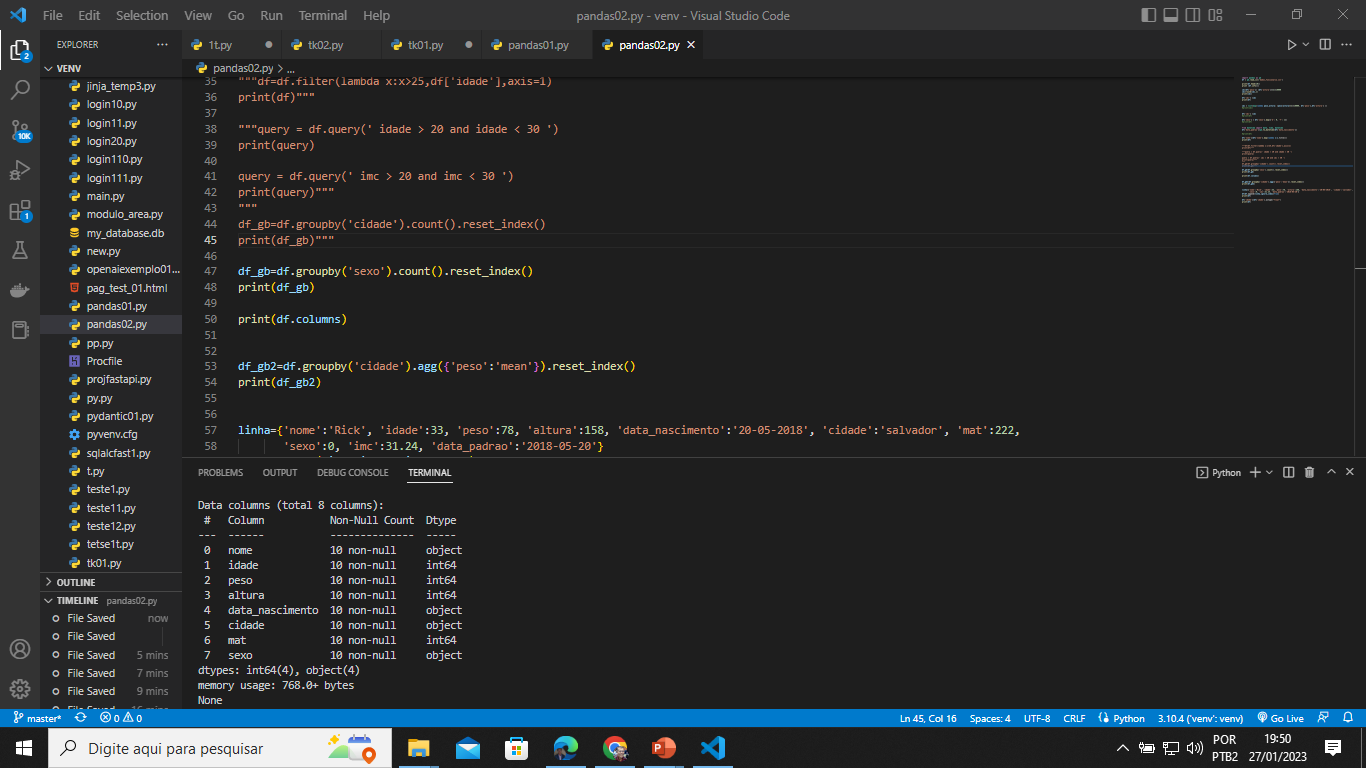 File Edit Selection View Go Run Terminal Help
pandas02.py - venv - Visual Studio Code
EXPLORER
1t.py
tk02.py
tk01.py
pandas01.py
pandas02.py
VENV
pandas02.py > ...
jinja_temp3.py
login10.py
login11.py
login20.py
login110.py
login111.py
main.py
modulo_area.py
my_database.db
new.py
openaiexemplo01...
pag_test_01.html
pandas01.py
pandas02.py
pp.py
Procfile
projfastapi.py
py.py
pydantic01.py
pyvenv.cfg
sqlalcfast1.py
t.py
teste1.py
teste11.py
teste12.py
tetse1t.py
tk01.py
OUTLINE
TIMELINE pandas02.py
File Saved now
File Saved
File Saved 5 mins
File Saved 7 mins
File Saved 9 mins
2
10K
1
35 """df=df.filter(lambda x:x>25,df['idade'],axis=1)
36 print(df)"""
37
38 """query = df.query(' idade > 20 and idade < 30 ')
39 print(query)
40
41 query = df.query(' imc > 20 and imc < 30 ')
42 print(query)"""
43 """
44 df_gb=df.groupby('cidade').count().reset_index()
45 print(df_gb)"""
46
47 df_gb=df.groupby('sexo').count().reset_index()
48 print(df_gb)
49
50 print(df.columns)
51
52
53 df_gb2=df.groupby('cidade').agg({'peso':'mean'}).reset_index()
54 print(df_gb2)
55
56
57 linha={'nome':'Rick', 'idade':33, 'peso':78, 'altura':158, 'data_nascimento':'20-05-2018', 'cidade':'salvador', 'mat':222,
58 'sexo':0, 'imc':31.24, 'data_padrao':'2018-05-20'}
PROBLEMS OUTPUT DEBUG CONSOLE TERMINAL
Python
Data columns (total 8 columns):
# Column Non-Null Count Dtype
--- ------ -------------- -----
0 nome 10 non-null object
1 idade 10 non-null int64
2 peso 10 non-null int64
3 altura 10 non-null int64
4 data_nascimento 10 non-null object
5 cidade 10 non-null object
6 mat 10 non-null int64
7 sexo 10 non-null object
dtypes: int64(4), object(4)
memory usage: 768.0+ bytes
None
master* 0 0 Ln 45, Col 16 Spaces: 4 UTF-8 CRLF Python 3.10.4 ('venv': venv) Go Live
Digite aqui para pesquisar
POR
PTB2
19:50
27/01/2023